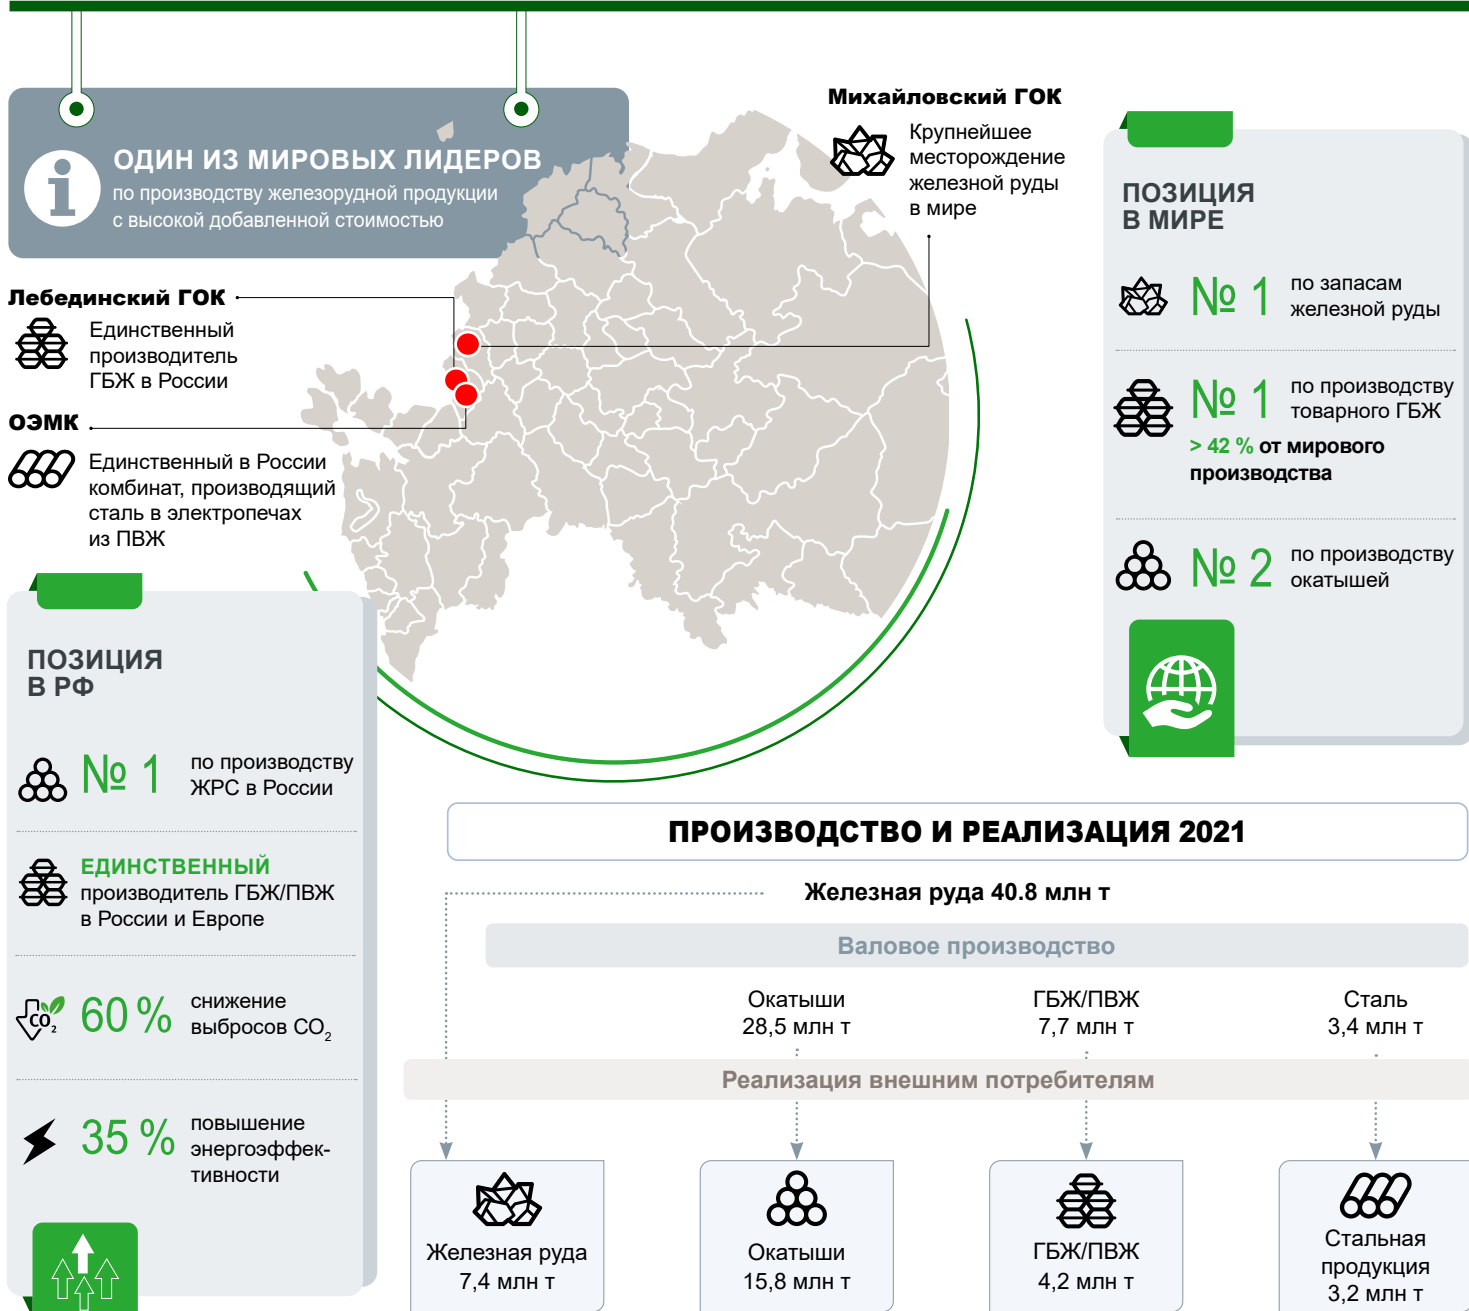 ОДИН ИЗ МИРОВЫХ ЛИДЕРОВ
по производству железорудной продукции
с высокой добавленной стоимостью
Михайловский ГОК
Крупнейшее
месторождение
железной руды
в мире
Лебединский ГОК
Единственный
производитель
ГБЖ в России
ОЭМК
Единственный в России
комбинат, производящий
сталь в электропечах
из ПВЖ
ПОЗИЦИЯ
В МИРЕ
№ 1 по запасам
железной руды
№ 1 по производству
товарного ГБЖ
> 42 % от мирового
производства
№ 2 по производству
окатышей
ПОЗИЦИЯ
В РФ
№ 1 по производству
ЖРС в России
ЕДИНСТВЕННЫЙ
производитель ГБЖ/ПВЖ
в России и Европе
CO2
60 % снижение
выбросов CO2
35 % повышение
энергоэффек-
тивности
ПРОИЗВОДСТВО И РЕАЛИЗАЦИЯ 2021
Железная руда 40.8 млн т
Валовое производство
Окатыши
28,5 млн т
ГБЖ/ПВЖ
7,7 млн т
Сталь
3,4 млн т
Реализация внешним потребителям
Железная руда
7,4 млн т
Окатыши
15,8 млн т
ГБЖ/ПВЖ
4,2 млн т
Стальная
продукция
3,2 млн т